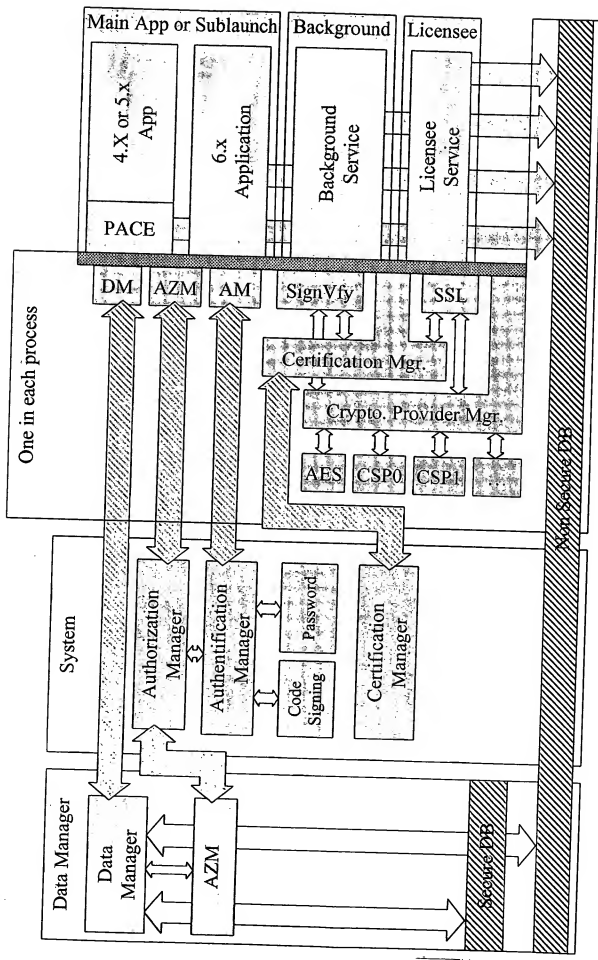 Main App or Sublaunch
Background
Licensee
4.X or 5.x
App
6.x
Application
Background
Service
Licensee
Service
PACE
One in each process
DM
AZM
AM
SignVfy
SSL
Certification Mgr.
Crypto. Provider Mgr.
AES
CSP0
CSP1
...
System
Authorization
Manager
Authentification
Manager
Code
Signing
Password
Certification
Manager
Data Manager
Data
Manager
AZM
Secure DB
Non-Secure DB